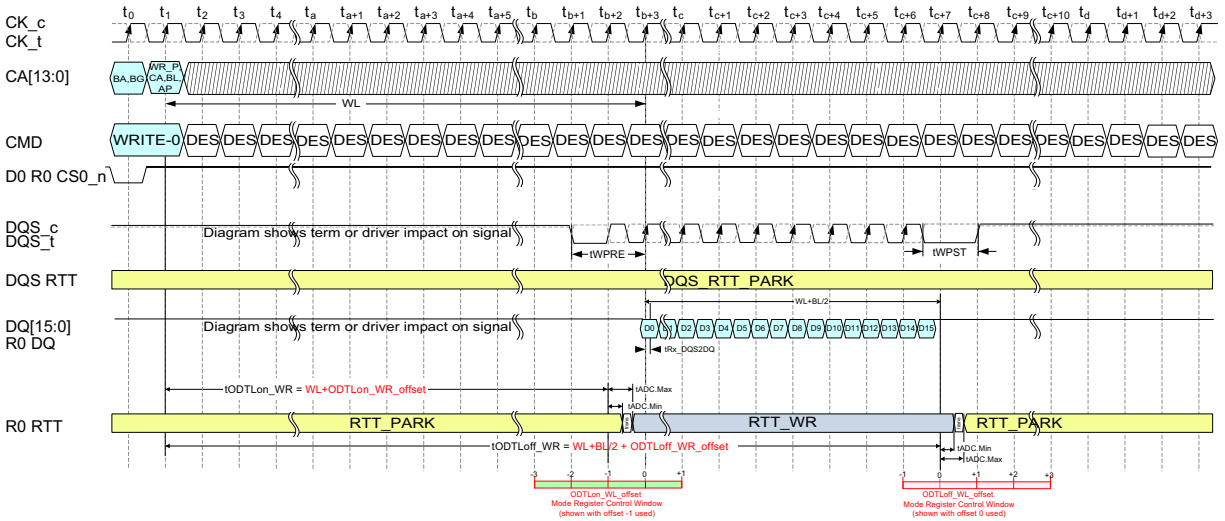 t0 t1 t2 t3 t4 ta ta+1 ta+2 ta+3 ta+4 ta+5 tb tb+1 tb+2 tb+3 tc tc+1 tc+2 tc+3 tc+4 tc+5 tc+6 tc+7 tc+8 tc+9 tc+10 td td+1 td+2 td+3
CK_c
CK_t
CA[13:0]
BA,BG
WR_P,
CA,BL,
AP
WL
CMD
WRITE-0 DES DES DES DES DES DES DES DES DES DES DES DES DES DES DES DES DES DES DES DES DES DES DES DES DES DES DES DES
D0 R0 CS0_n
DQS_c
DQS_t
Diagram shows term or driver impact on signal
tWPRE
tWPST
DQS RTT
DQS_RTT_PARK
WL+BL/2
DQ[15:0]
R0 DQ
Diagram shows term or driver impact on signal
D0 D1 D2 D3 D4 D5 D6 D7 D8 D9 D10 D11 D12 D13 D14 D15
tRx_DQS2DQ
tODTLon_WR = WL+ODTLon_WR_offset
tADC.Max
tADC.Min
R0 RTT
RTT_PARK
RTT_WR
RTT_PARK
tODTLoff_WR = WL+BL/2 + ODTLoff_WR_offset
tADC.Min
tADC.Max
-3 -2 -1 0 +1
ODTLon_WL_offset
Mode Register Control Window
(shown with offset -1 used)
-1 0 +1 +2 +3
ODTLoff_WL_offset
Mode Register Control Window
(shown with offset 0 used)